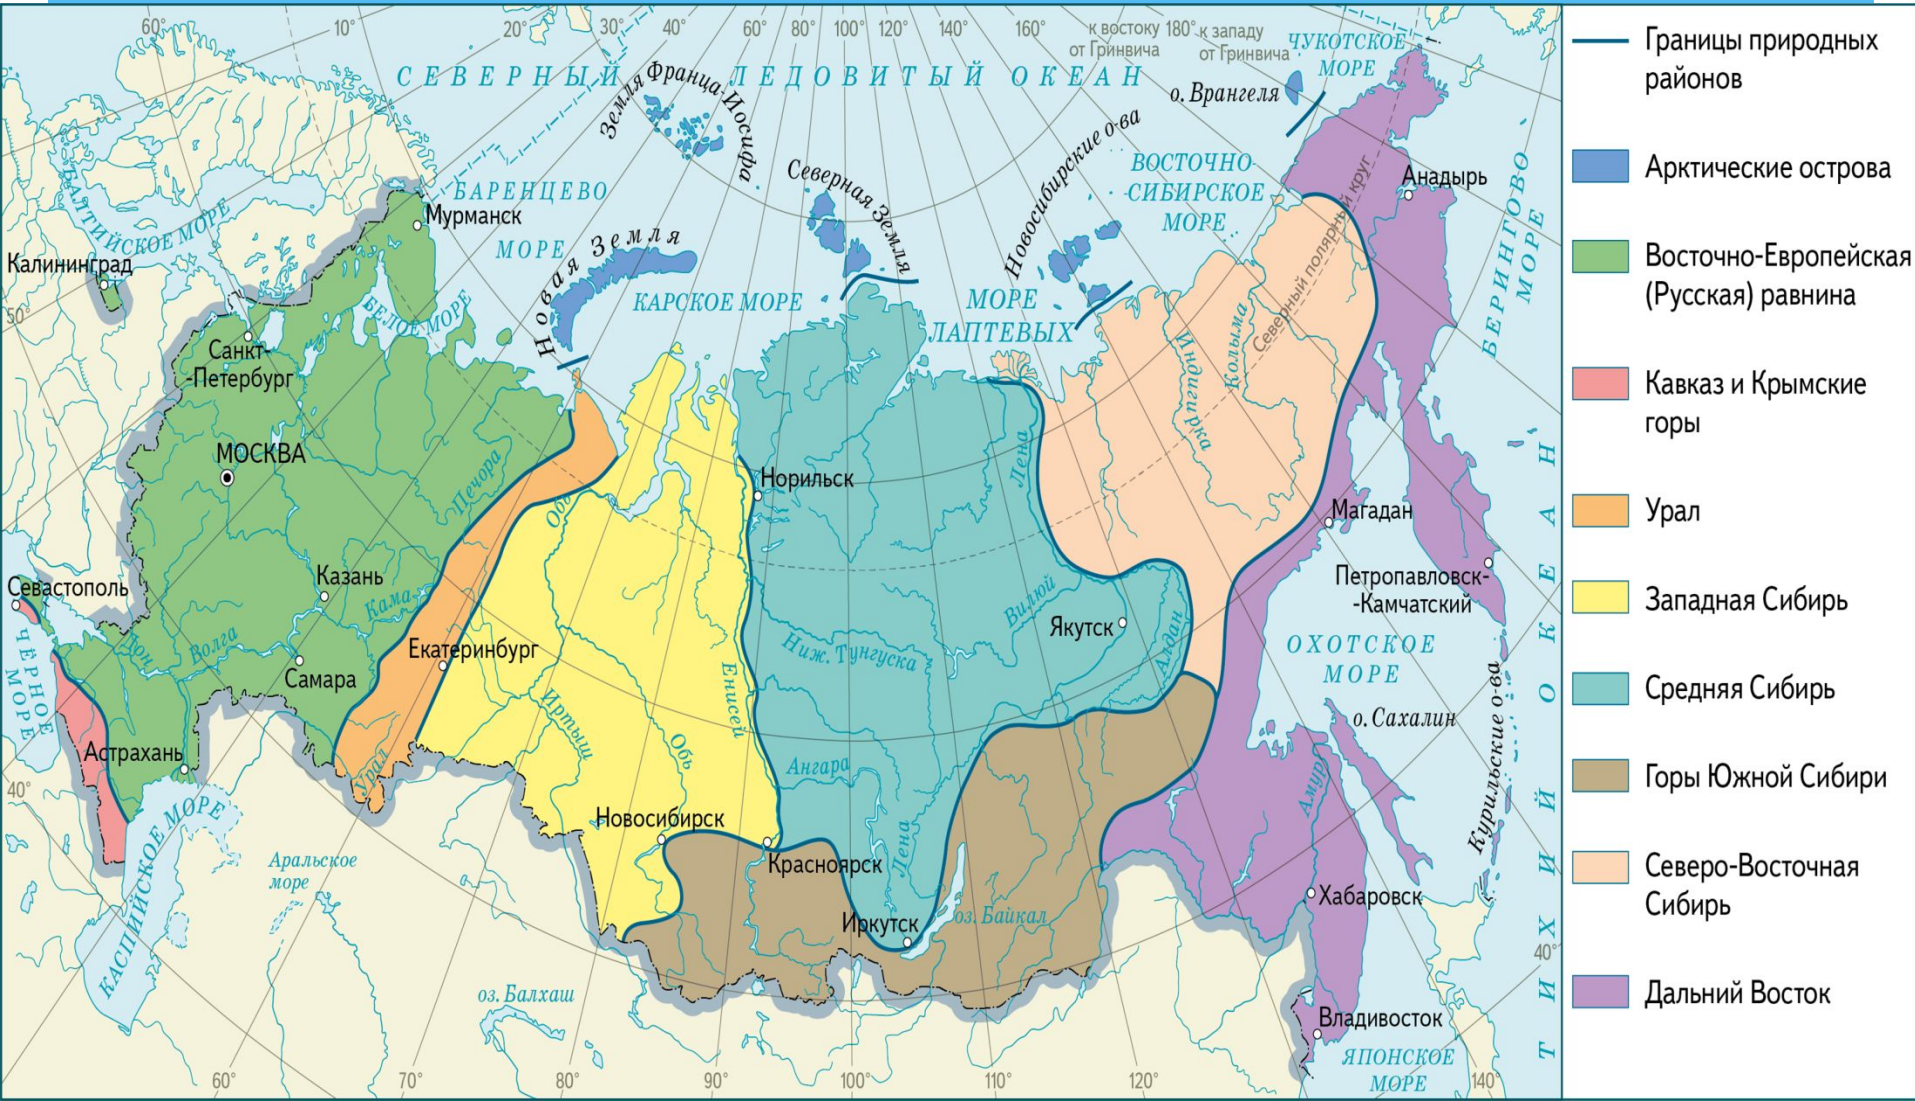 60°
10°
20°
30°
40°
60°
80°
100°
120°
140°
160°
к востоку
от Гринвича
180°
к западу
от Гринвича
ЧУКОТСКОЕ
МОРЕ
СЕВЕРНЫЙ ЛЕДОВИТЫЙ ОКЕАН
Земля Франца-Иосифа
о. Врангеля
Новосибирские о-ва
ВОСТОЧНО-
-СИБИРСКОЕ
МОРЕ
Северная Земля
Анадырь
БЕРИНГОВО
МОРЕ
БАРЕНЦЕВО
МОРЕ
Мурманск
БАЛТИЙСКОЕ МОРЕ
Новая Земля
Калининград
КАРСКОЕ МОРЕ
МОРЕ
ЛАПТЕВЫХ
БЕЛОЕ МОРЕ
50°
Северный полярный круг
Колыма
Индигирка
Санкт-
-Петербург
МОСКВА
Печора
Обь
Норильск
Лена
Магадан
Петропавловск-
-Камчатский
Севастополь
Казань
Кама
Вилюй
Якутск
Алдан
ОХОТСКОЕ
МОРЕ
ЧЁРНОЕ
МОРЕ
Дон
Волга
Самара
Екатеринбург
Ниж. Тунгуска
Енисей
Иртыш
Обь
о. Сахалин
Курильские о-ва
Астрахань
Урал
Ангара
Амур
40°
КАСПИЙСКОЕ МОРЕ
Новосибирск
Красноярск
Лена
Аральское
море
Иркутск
оз. Байкал
Хабаровск
40°
оз. Балхаш
Владивосток
ЯПОНСКОЕ
МОРЕ
ТИХИЙ ОКЕАН
60°
70°
80°
90°
100°
110°
120°
140°
Границы природных
районов
Арктические острова
Восточно-Европейская
(Русская) равнина
Кавказ и Крымские
горы
Урал
Западная Сибирь
Средняя Сибирь
Горы Южной Сибири
Северо-Восточная
Сибирь
Дальний Восток